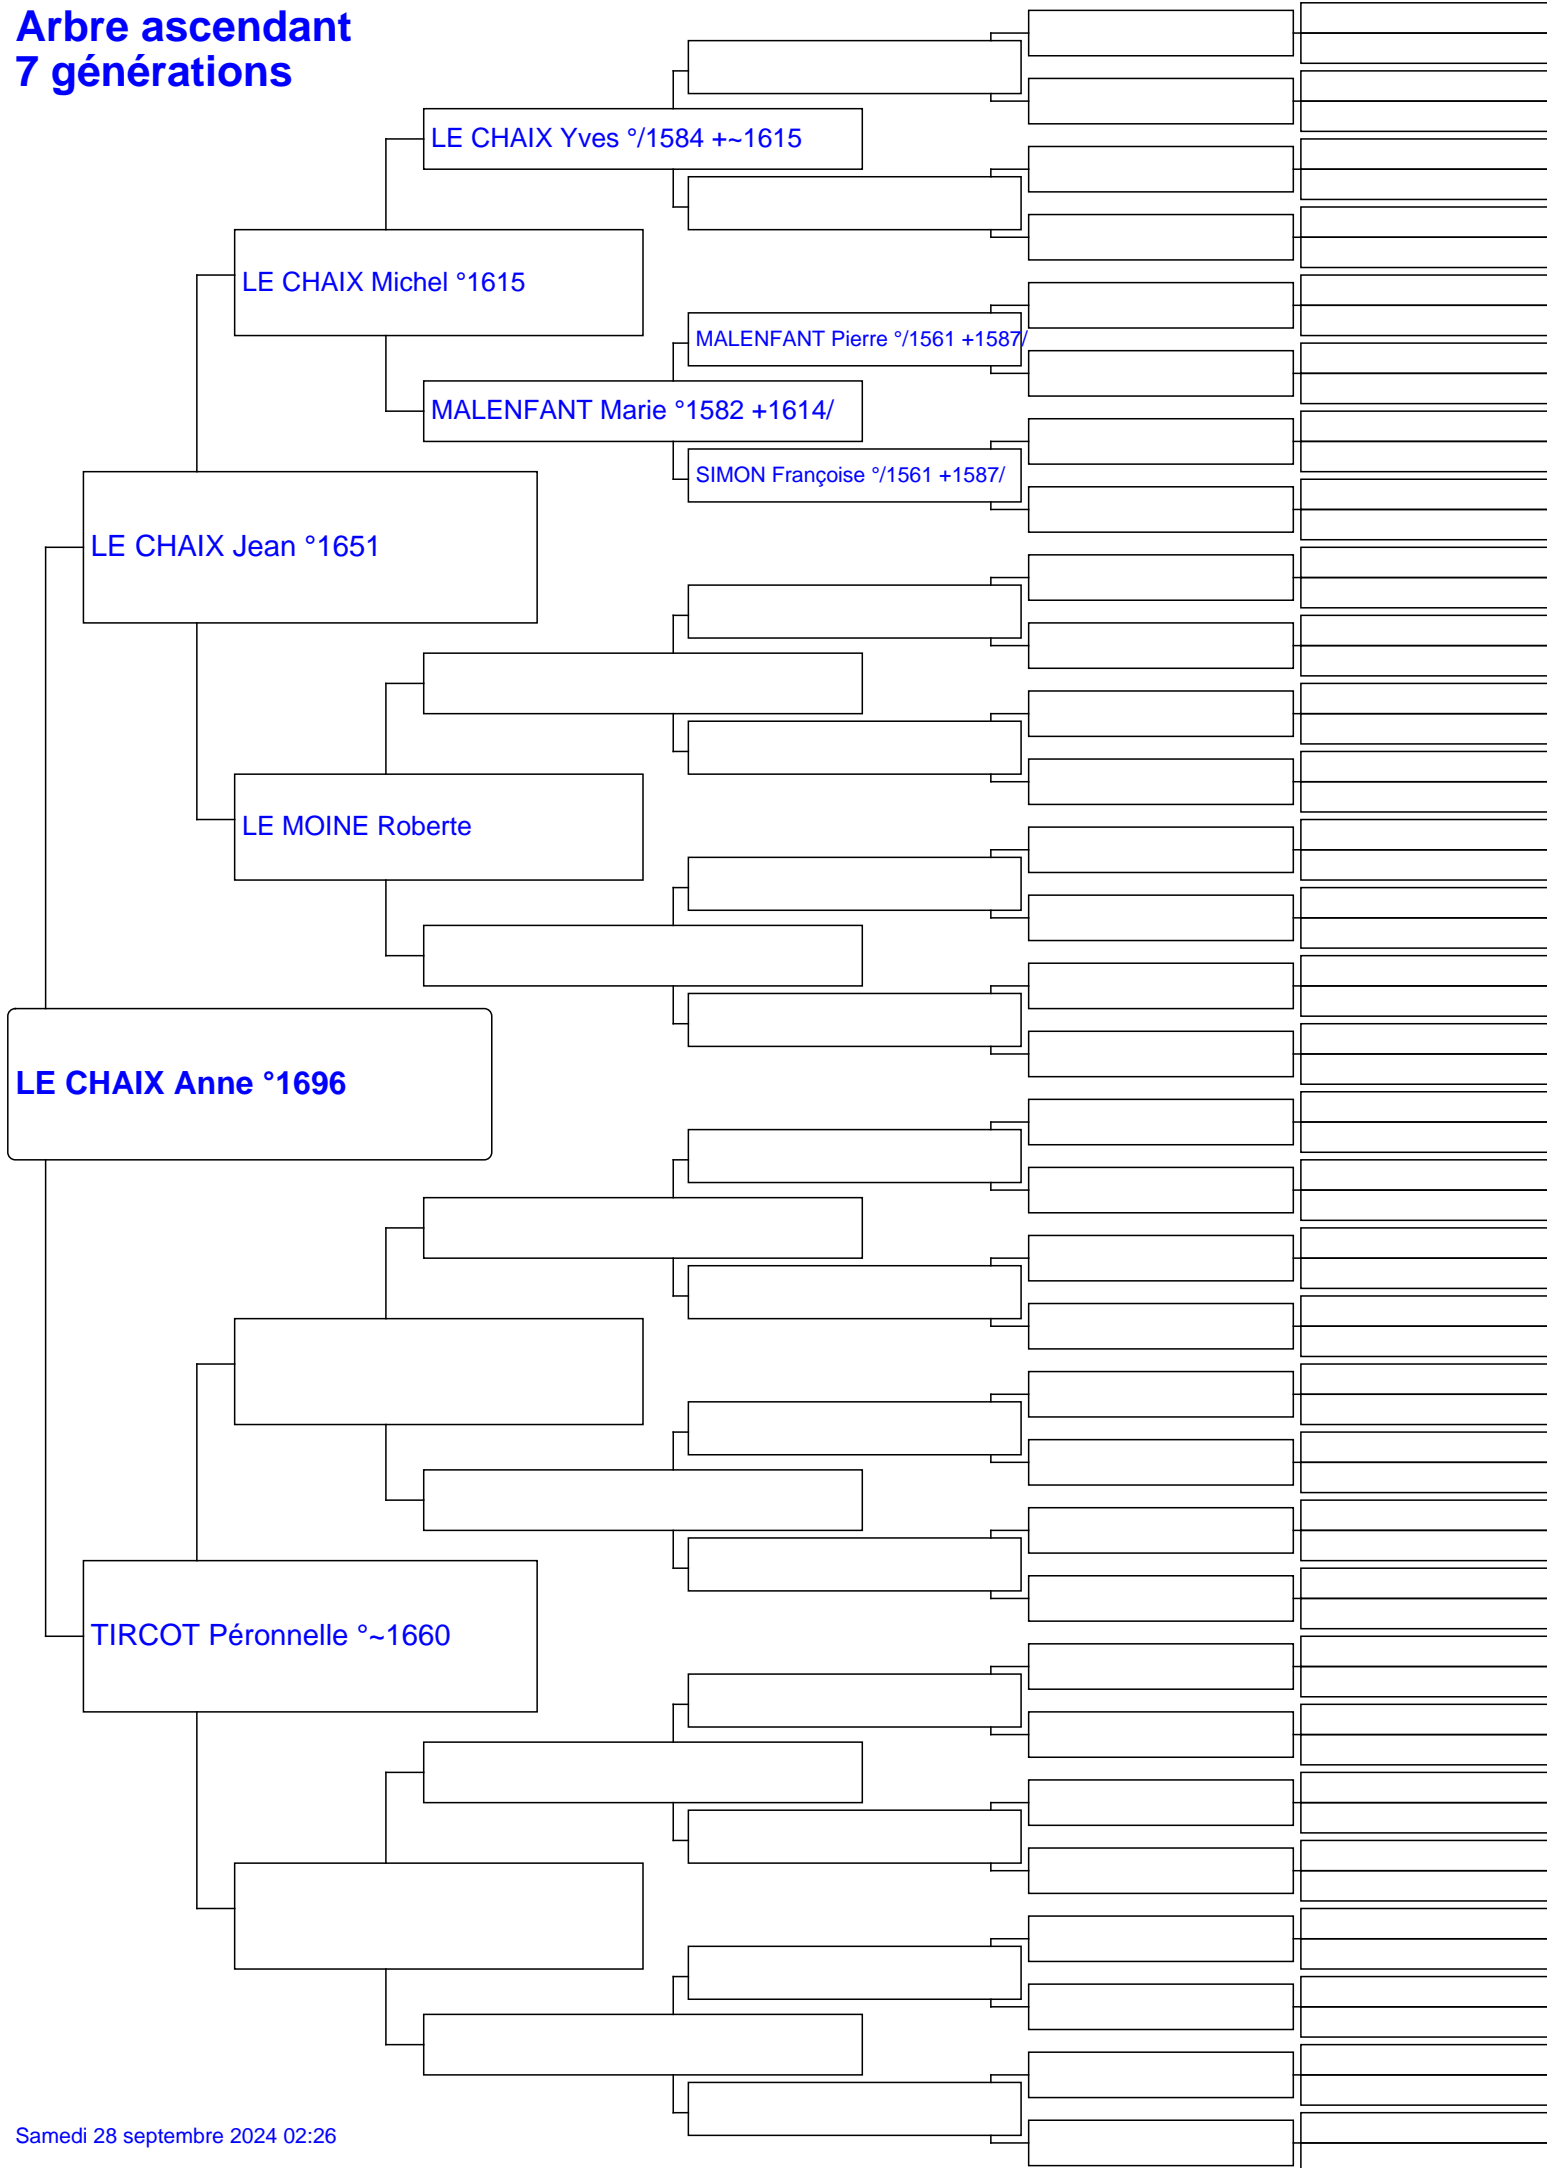 Arbre ascendant
7 générations
LE CHAIX Yves °/1584 +~1615
LE CHAIX Michel °1615
MALENFANT Pierre °/1561 +1587/
MALENFANT Marie °1582 +1614/
SIMON Françoise °/1561 +1587/
LE CHAIX Jean °1651
LE MOINE Roberte
LE CHAIX Anne °1696
TIRCOT Péronnelle °~1660
Samedi 28 septembre 2024 02:26